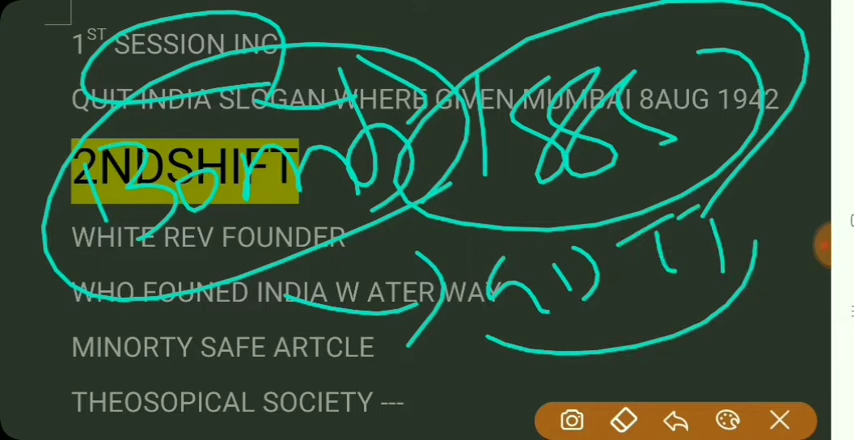 1ST SESSION INC
QUIT INDIA SLOGAN WHERE GIVEN MUMBAI 8AUG 1942
2NDSHIFT
WHITE REV FOUNDER
WHO FOUNED INDIA W ATER WAY
MINORTY SAFE ARTCLE
THEOSOPICAL SOCIETY ---